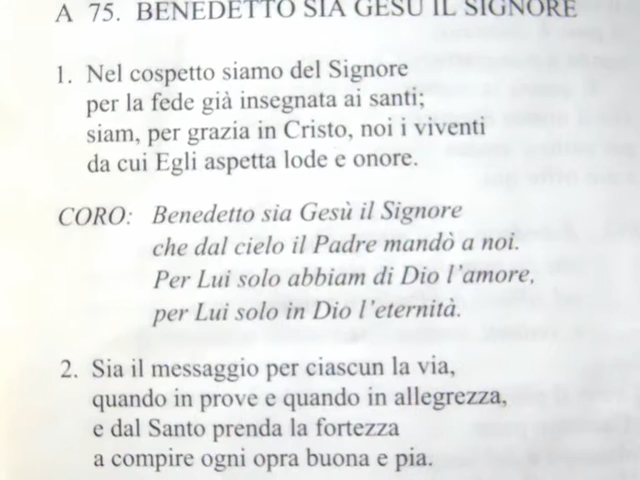 A 75. BENEDETTO SIA GESÙ IL SIGNORE
1. Nel cospetto siamo del Signore
per la fede già insegnata ai santi;
siam, per grazia in Cristo, noi i viventi
da cui Egli aspetta lode e onore.
CORO: Benedetto sia Gesù il Signore
che dal cielo il Padre mandò a noi.
Per Lui solo abbiam di Dio l'amore,
per Lui solo in Dio l'eternità.
2. Sia il messaggio per ciascun la via,
quando in prove e quando in allegrezza,
e dal Santo prenda la fortezza
a compire ogni opra buona e pia.